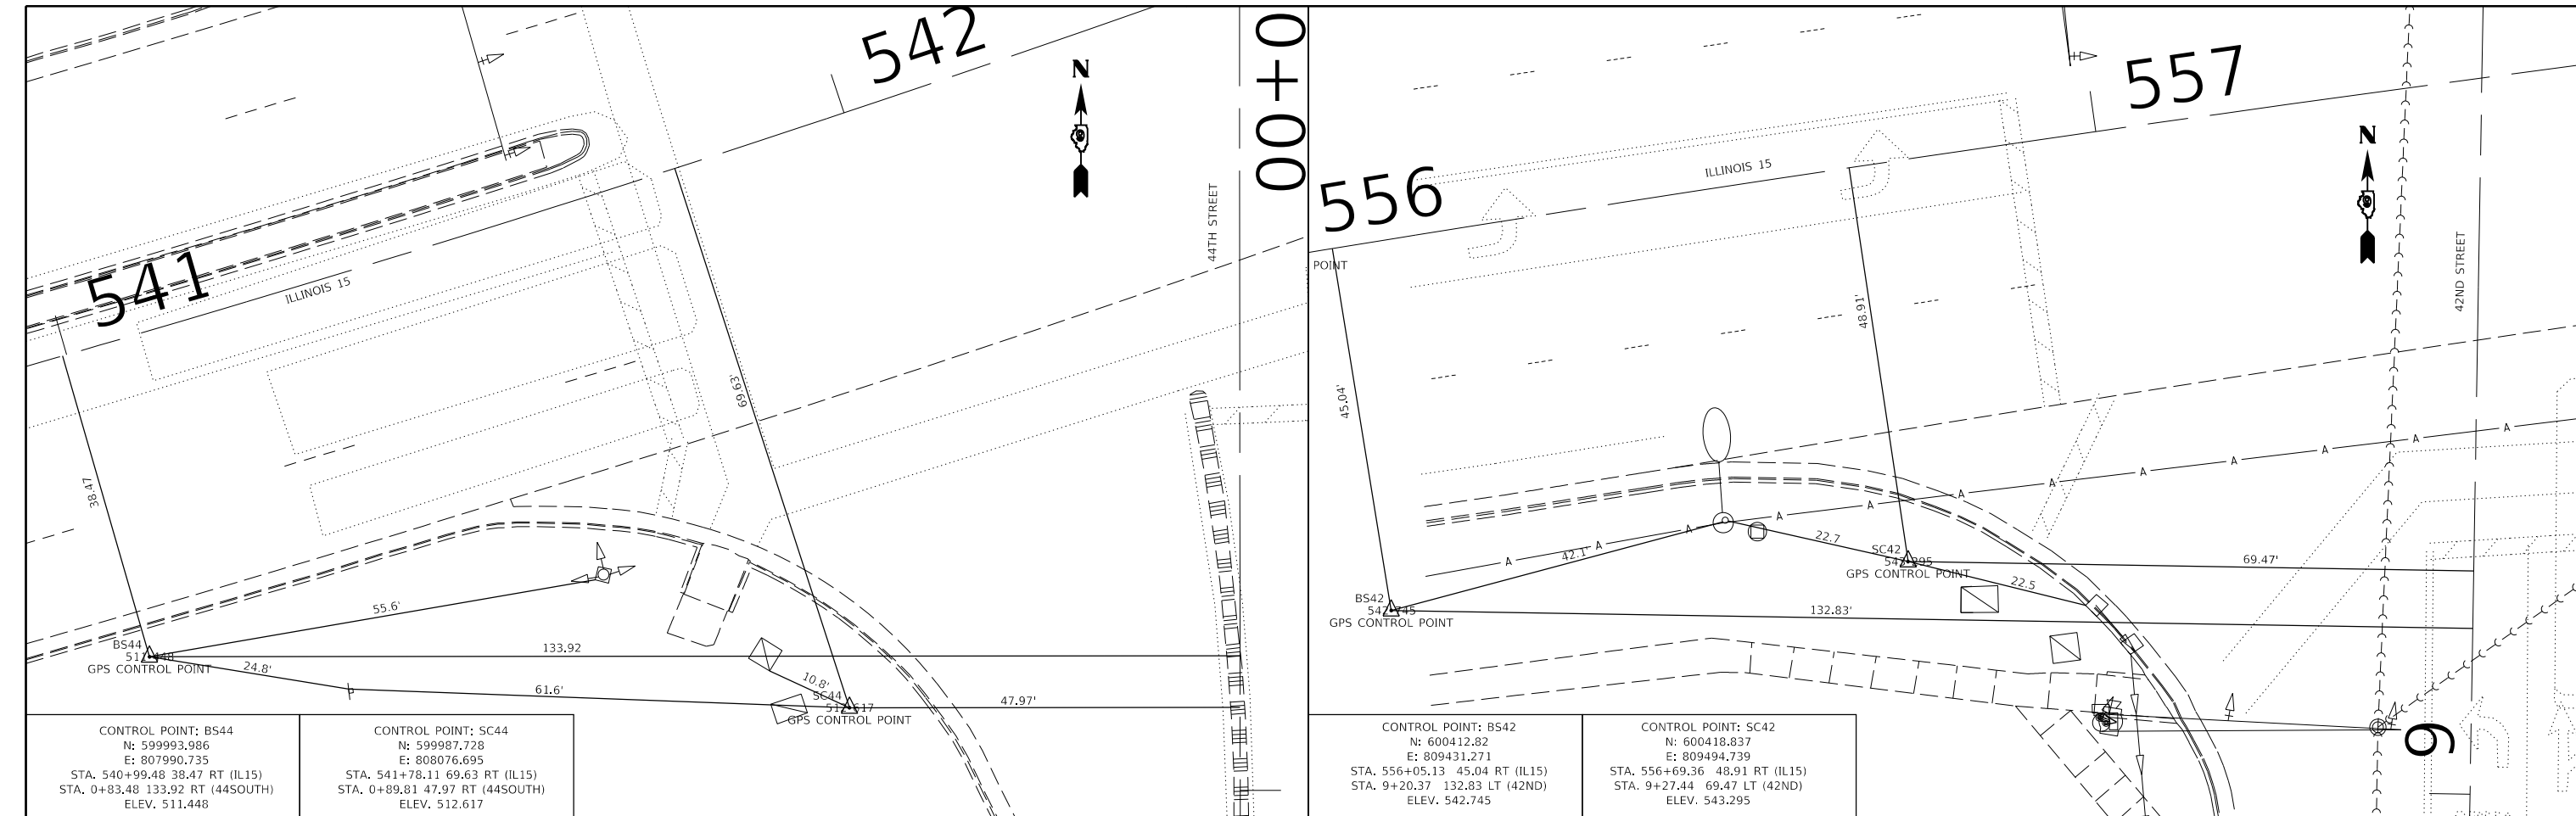 542
00+0
N
44TH STREET
541
ILLINOIS 15
69.63'
38.47
55.6'
BS44
GPS CONTROL POINT
24.8'
133.92
61.6'
10.8'
SC44
GPS CONTROL POINT
47.97'
CONTROL POINT: BS44
N: 599993.986
E: 807990.735
STA. 540+99.48 38.47 RT (IL15)
STA. 0+83.48 133.92 RT (44SOUTH)
ELEV. 511.448
CONTROL POINT: SC44
N: 599987.728
E: 808076.695
STA. 541+78.11 69.63 RT (IL15)
STA. 0+89.81 47.97 RT (44SOUTH)
ELEV. 512.617
557
556
ILLINOIS 15
N
POINT
42ND STREET
48.91'
45.04'
A A A A A A A A A A A
42.1'
22.7
SC42
GPS CONTROL POINT
69.47'
22.5
BS42
GPS CONTROL POINT
132.83'
9
CONTROL POINT: BS42
N: 600412.82
E: 809431.271
STA. 556+05.13 45.04 RT (IL15)
STA. 9+20.37 132.83 LT (42ND)
ELEV. 542.745
CONTROL POINT: SC42
N: 600418.837
E: 809494.739
STA. 556+69.36 48.91 RT (IL15)
STA. 9+27.44 69.47 LT (42ND)
ELEV. 543.295